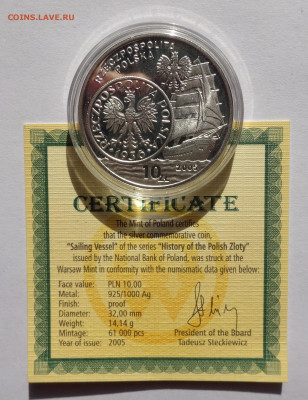 COINS.LAVE.RU
RZECZPOSPOLITA
POLSKA
RZECZPOSPOLITA POLSKA
1936
2005
10 ZŁ
CERTIFICATE
The Mint of Poland certifies
that the silver commemorative coin,
"Sailing Vessel" of the series "History of the Polish Zloty"
issued by the National Bank of Poland, was struck at the
Warsaw Mint in conformity with the numismatic data given below:
Face value: PLN 10,00
Metal: 925/1000 Ag
Finish: proof
Diameter: 32,00 mm
Weight: 14,14 g
Mintage: 61 000 pcs
Year of issue: 2005
President of the Board
Tadeusz Steckiewicz